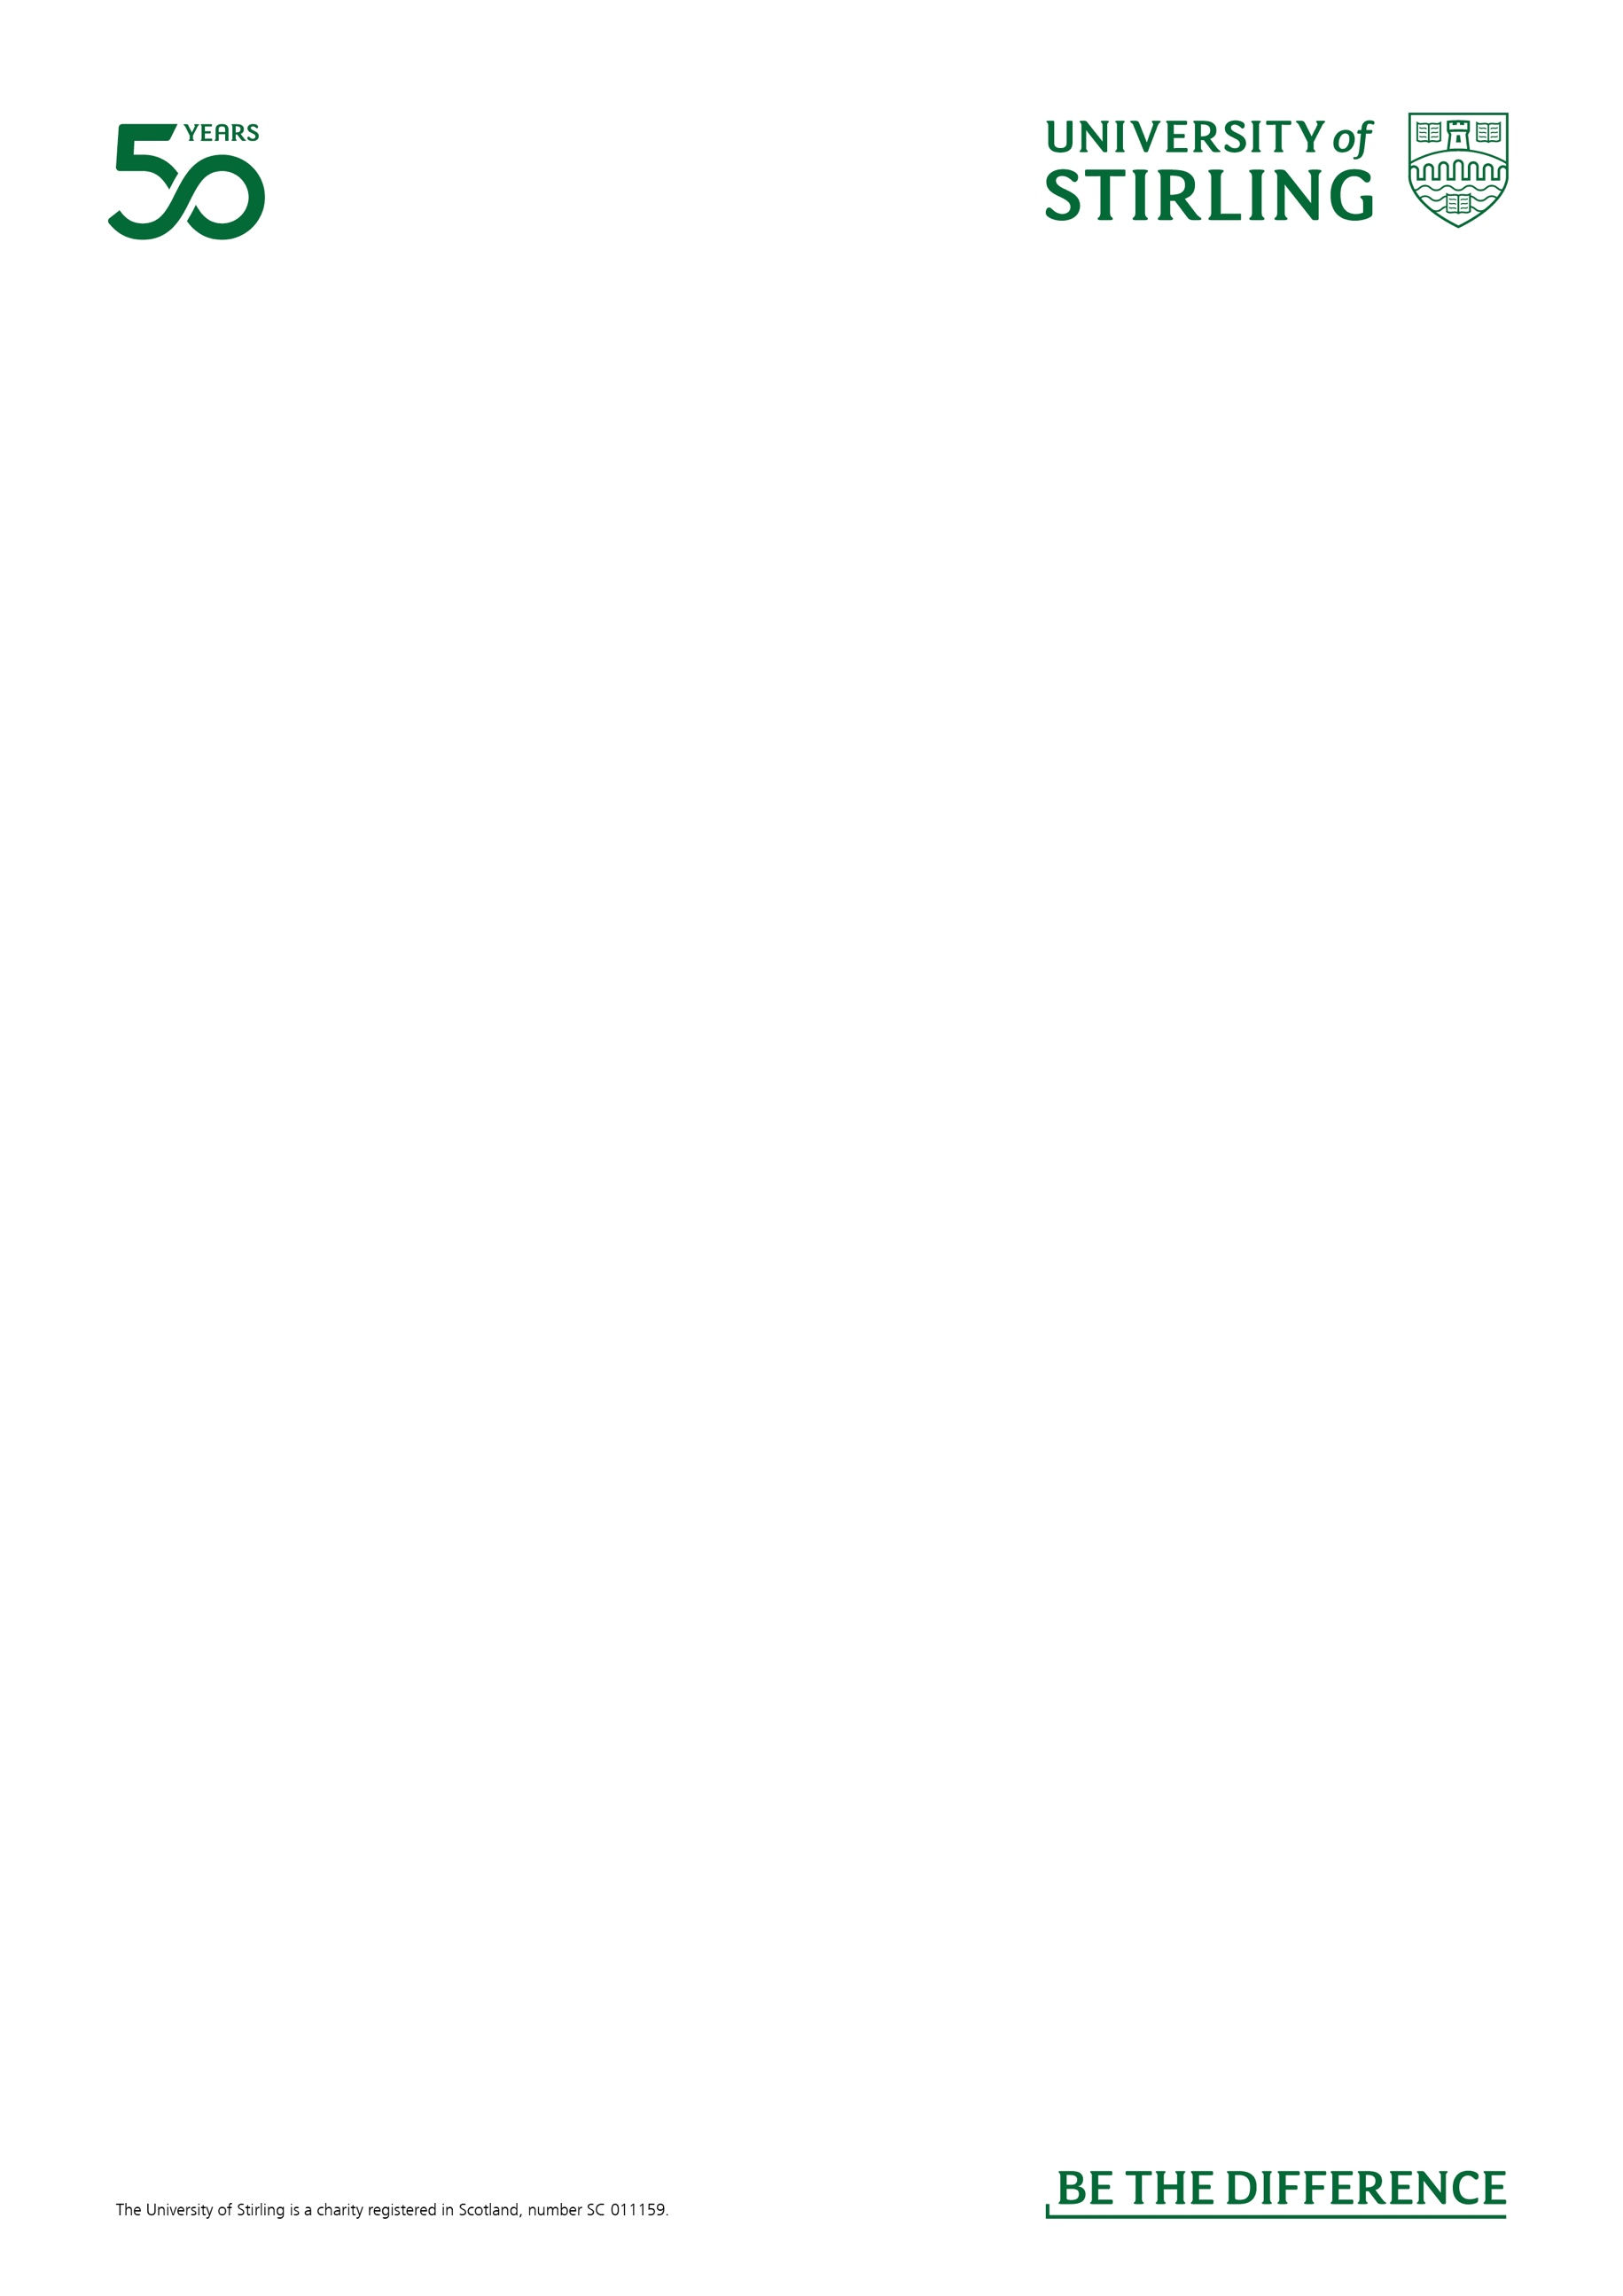 50 YEARS
UNIVERSITY of
STIRLING
The University of Stirling is a charity registered in Scotland, number SC 011159.
BE THE DIFFERENCE